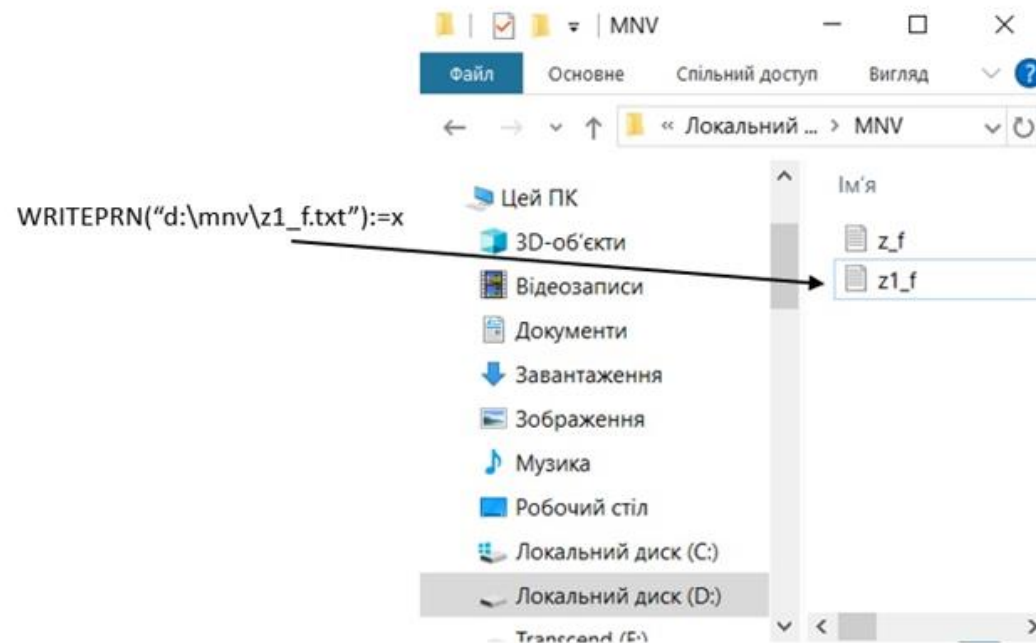 MNV
Файл Основне Спільний доступ Вигляд ?
« Локальний ... > MNV
WRITEPRN(“d:\mnv\z1_f.txt”):=x
Цей ПК
3D-об'єкти
Відеозаписи
Документи
Завантаження
Зображення
Музика
Робочий стіл
Локальний диск (C:)
Локальний диск (D:)
Transcend (E:)
Ім'я
z_f
z1_f